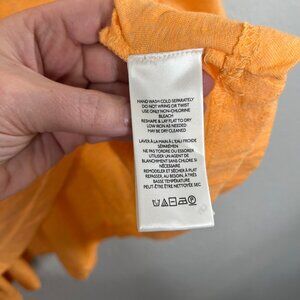 HAND WASH COLD SEPARATELY
DO NOT WRING OR TWIST
USE ONLY NON-CHLORINE
BLEACH
RESHAPE & LAY FLAT TO DRY
LOW IRON AS NEEDED
MAY BE DRY CLEANED
LAVER À LA MAIN À L'EAU FROIDE
SÉPARÉMENT
NE PAS TORDRE OU ESSORER
UTILISER UN AGENT DE
BLANCHIMENT SANS CHLORE SI
NÉCESSAIRE
REMODELER ET SÉCHER À PLAT
REPASSER, AU BESOIN, À TRÈS
BASSE TEMPÉRATURE
PEUT-ÊTRE ÊTRE NETTOYÉE SEC